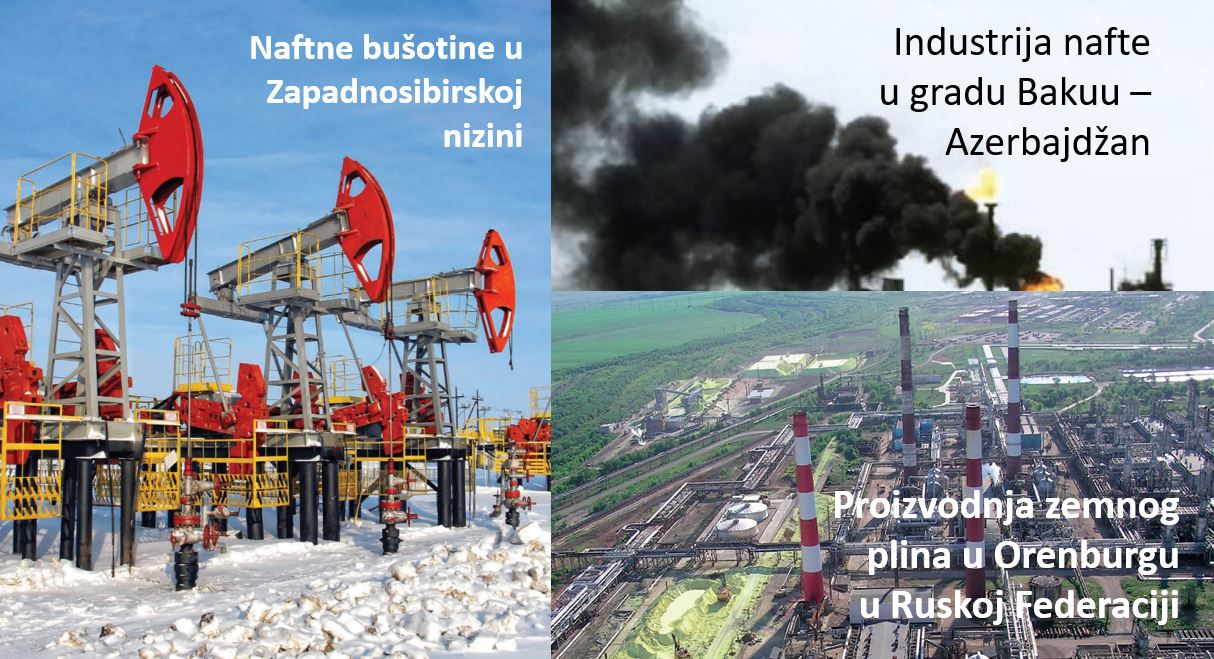 Naftne bušotine u
Zapadnosibirskoj
nizini
Industrija nafte
u gradu Bakuu –
Azerbajdžan
Proizvodnja zemnog
plina u Orenburgu
u Ruskoj Federaciji